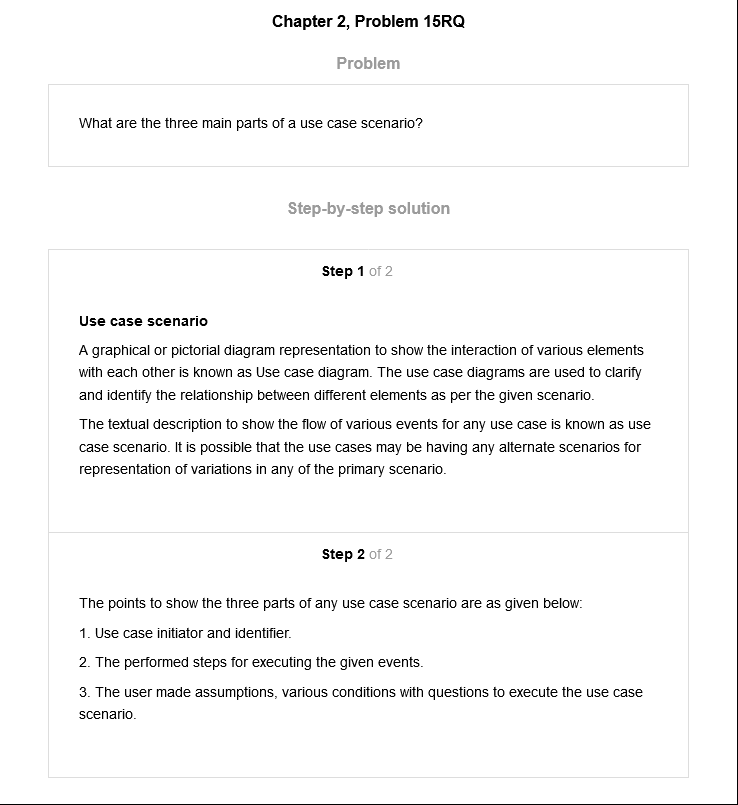 Chapter 2, Problem 15RQ
Problem
What are the three main parts of a use case scenario?
Step-by-step solution
Step 1 of 2
Use case scenario
A graphical or pictorial diagram representation to show the interaction of various elements
with each other is known as Use case diagram. The use case diagrams are used to clarify
and identify the relationship between different elements as per the given scenario.
The textual description to show the flow of various events for any use case is known as use
case scenario. It is possible that the use cases may be having any alternate scenarios for
representation of variations in any of the primary scenario.
Step 2 of 2
The points to show the three parts of any use case scenario are as given below:
1. Use case initiator and identifier.
2. The performed steps for executing the given events.
3. The user made assumptions, various conditions with questions to execute the use case
scenario.